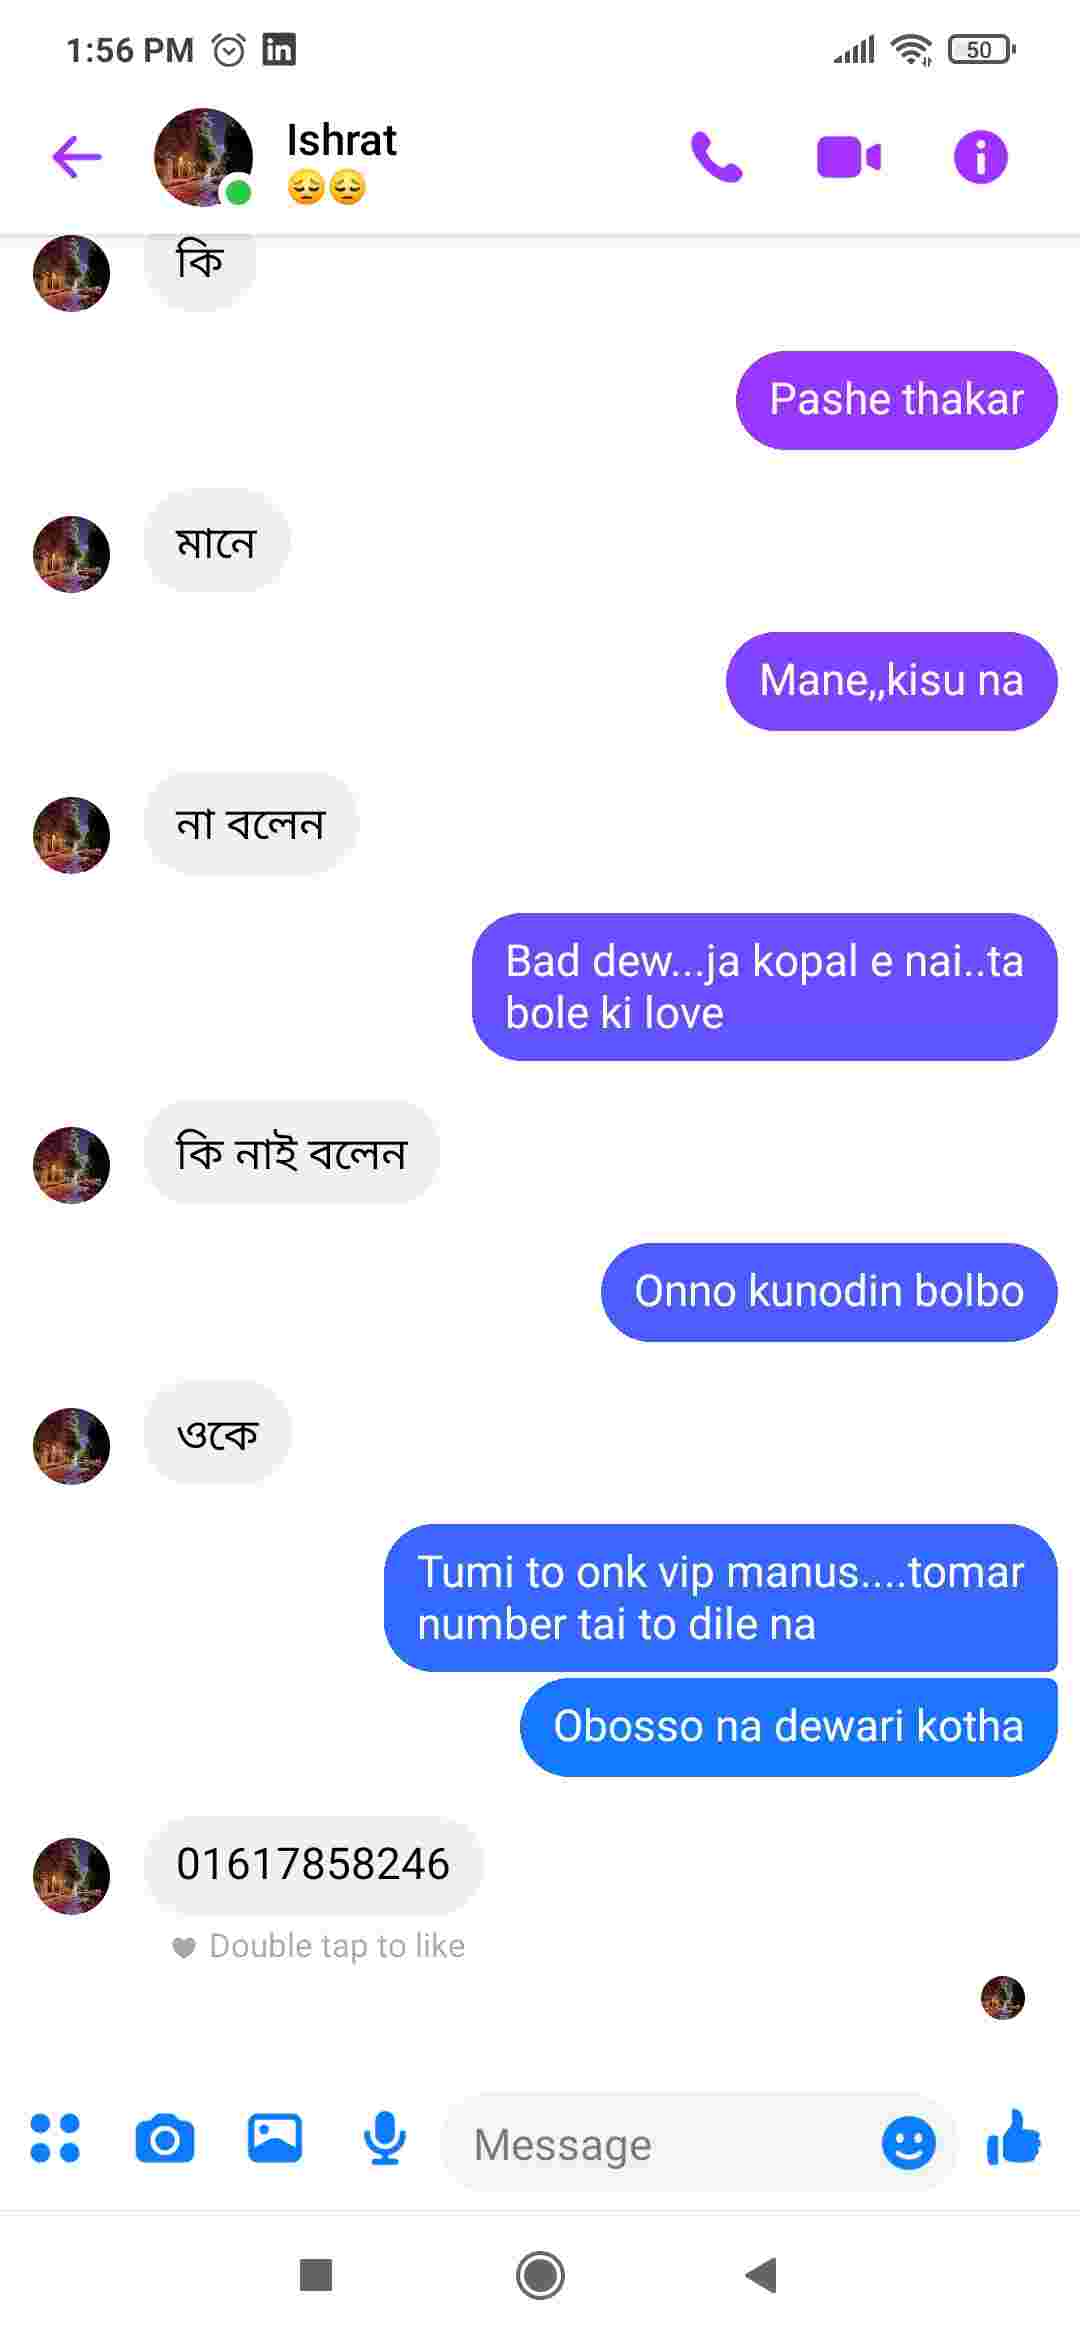 1:56 PM in 50
Ishrat
😔😔
কি
Pashe thakar
মানে
Mane,,kisu na
না বলেন
Bad dew...ja kopal e nai..ta
bole ki love
কি নাই বলেন
Onno kunodin bolbo
ওকে
Tumi to onk vip manus....tomar
number tai to dile na
Obosso na dewari kotha
01617858246
Double tap to like
Message